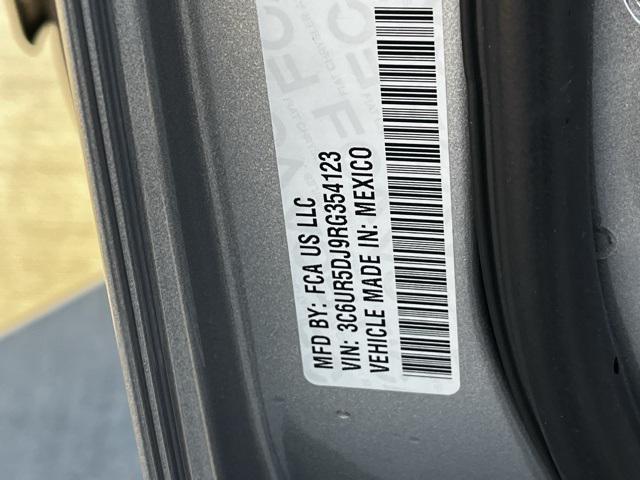 MFD BY: FCA US LLC
VIN: 3C6UR5DJ9RG354123
VEHICLE MADE IN: MEXICO